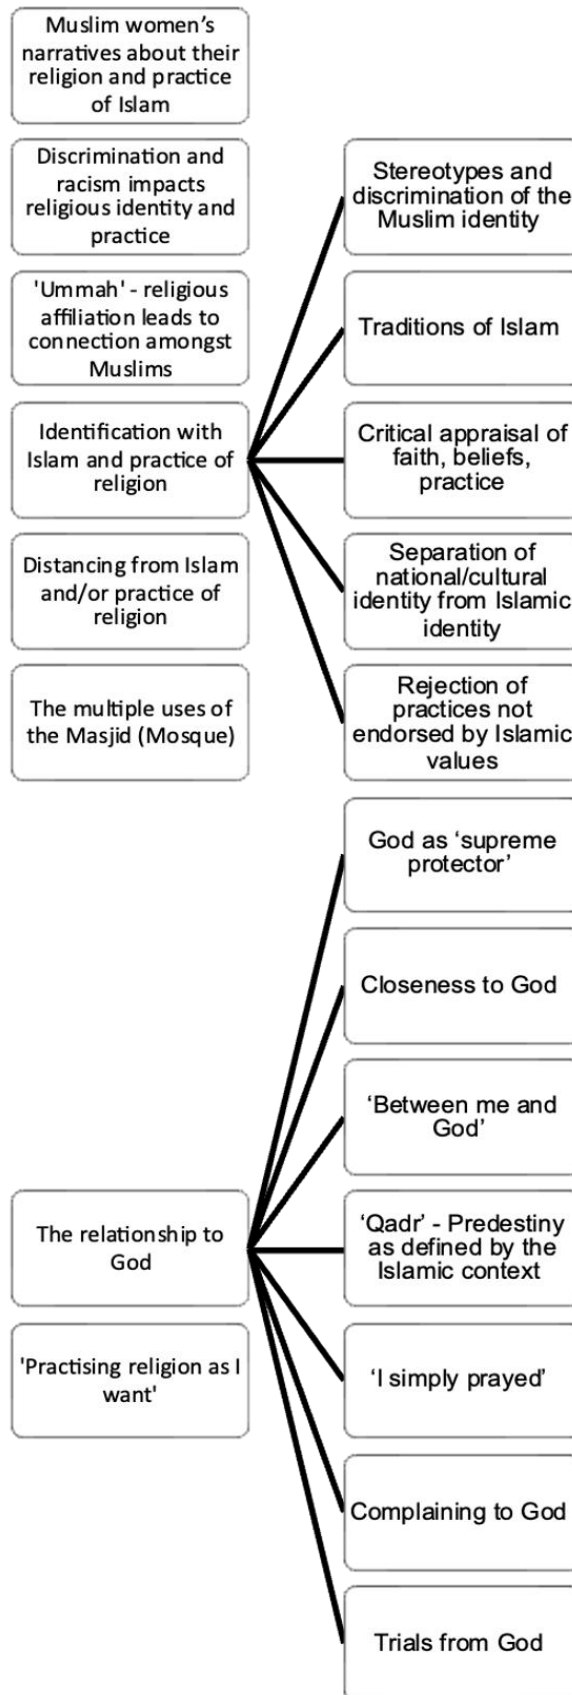 Muslim women’s
narratives about their
religion and practice
of Islam
Discrimination and
racism impacts
religious identity and
practice
'Ummah' - religious
affiliation leads to
connection amongst
Muslims
Identification with
Islam and practice of
religion
Distancing from Islam
and/or practice of
religion
The multiple uses of
the Masjid (Mosque)
Stereotypes and
discrimination of the
Muslim identity
Traditions of Islam
Critical appraisal of
faith, beliefs,
practice
Separation of
national/cultural
identity from Islamic
identity
Rejection of
practices not
endorsed by Islamic
values
The relationship to
God
'Practising religion as I
want'
God as ‘supreme
protector’
Closeness to God
‘Between me and
God’
‘Qadr’ - Predestiny
as defined by the
Islamic context
‘I simply prayed’
Complaining to God
Trials from God